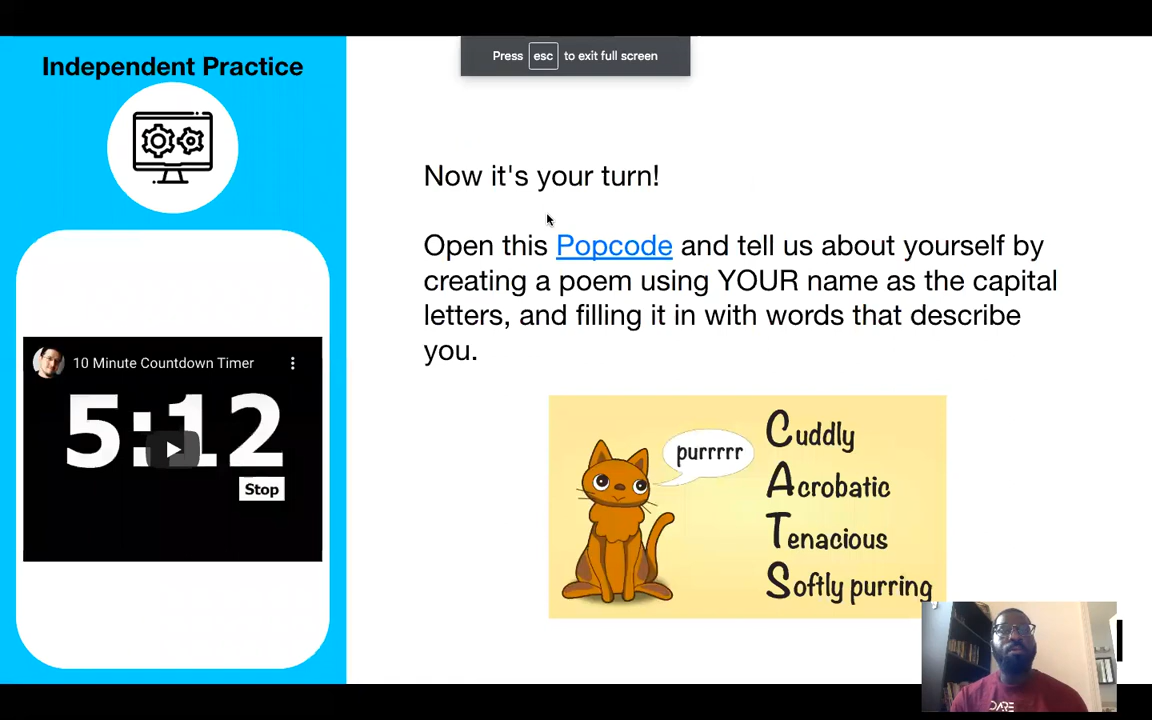 Independent Practice
Press esc to exit full screen
Now it's your turn!
Open this Popcode and tell us about yourself by
creating a poem using YOUR name as the capital
letters, and filling it in with words that describe
you.
10 Minute Countdown Timer
5:12
Stop
purrrrr
Cuddly
Acrobatic
Tenacious
Softly purring
DARE